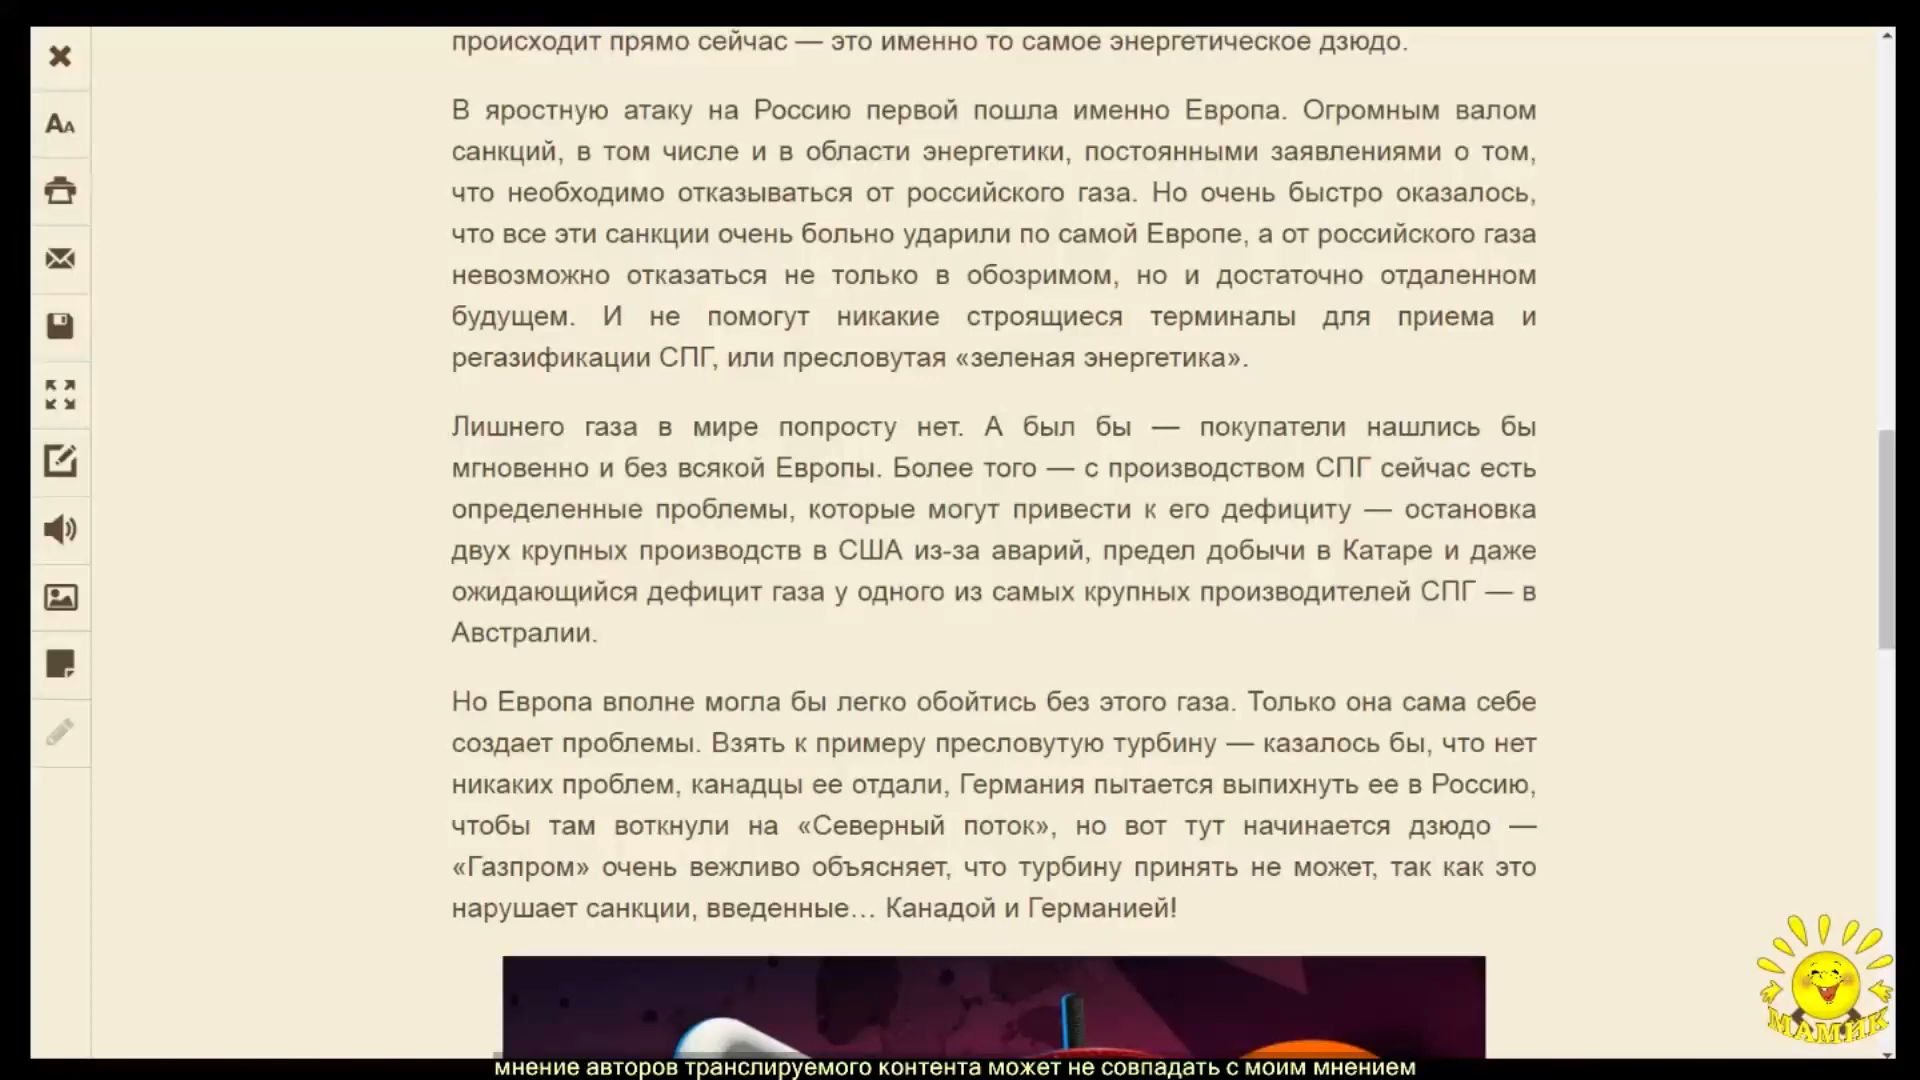 происходит прямо сейчас — это именно то самое энергетическое дзюдо.
В яростную атаку на Россию первой пошла именно Европа. Огромным валом
санкций, в том числе и в области энергетики, постоянными заявлениями о том,
что необходимо отказываться от российского газа. Но очень быстро оказалось,
что все эти санкции очень больно ударили по самой Европе, а от российского газа
невозможно отказаться не только в обозримом, но и достаточно отдаленном
будущем. И не помогут никакие строящиеся терминалы для приема и
регазификации СПГ, или пресловутая «зеленая энергетика».
Лишнего газа в мире попросту нет. А был бы — покупатели нашлись бы
мгновенно и без всякой Европы. Более того — с производством СПГ сейчас есть
определенные проблемы, которые могут привести к его дефициту — остановка
двух крупных производств в США из-за аварий, предел добычи в Катаре и даже
ожидающийся дефицит газа у одного из самых крупных производителей СПГ — в
Австралии.
Но Европа вполне могла бы легко обойтись без этого газа. Только она сама себе
создает проблемы. Взять к примеру пресловутую турбину — казалось бы, что нет
никаких проблем, канадцы ее отдали, Германия пытается выпихнуть ее в Россию,
чтобы там воткнули на «Северный поток», но вот тут начинается дзюдо —
«Газпром» очень вежливо объясняет, что турбину принять не может, так как это
нарушает санкции, введенные… Канадой и Германией!
МАМИК
мнение авторов транслируемого контента может не совпадать с моим мнением